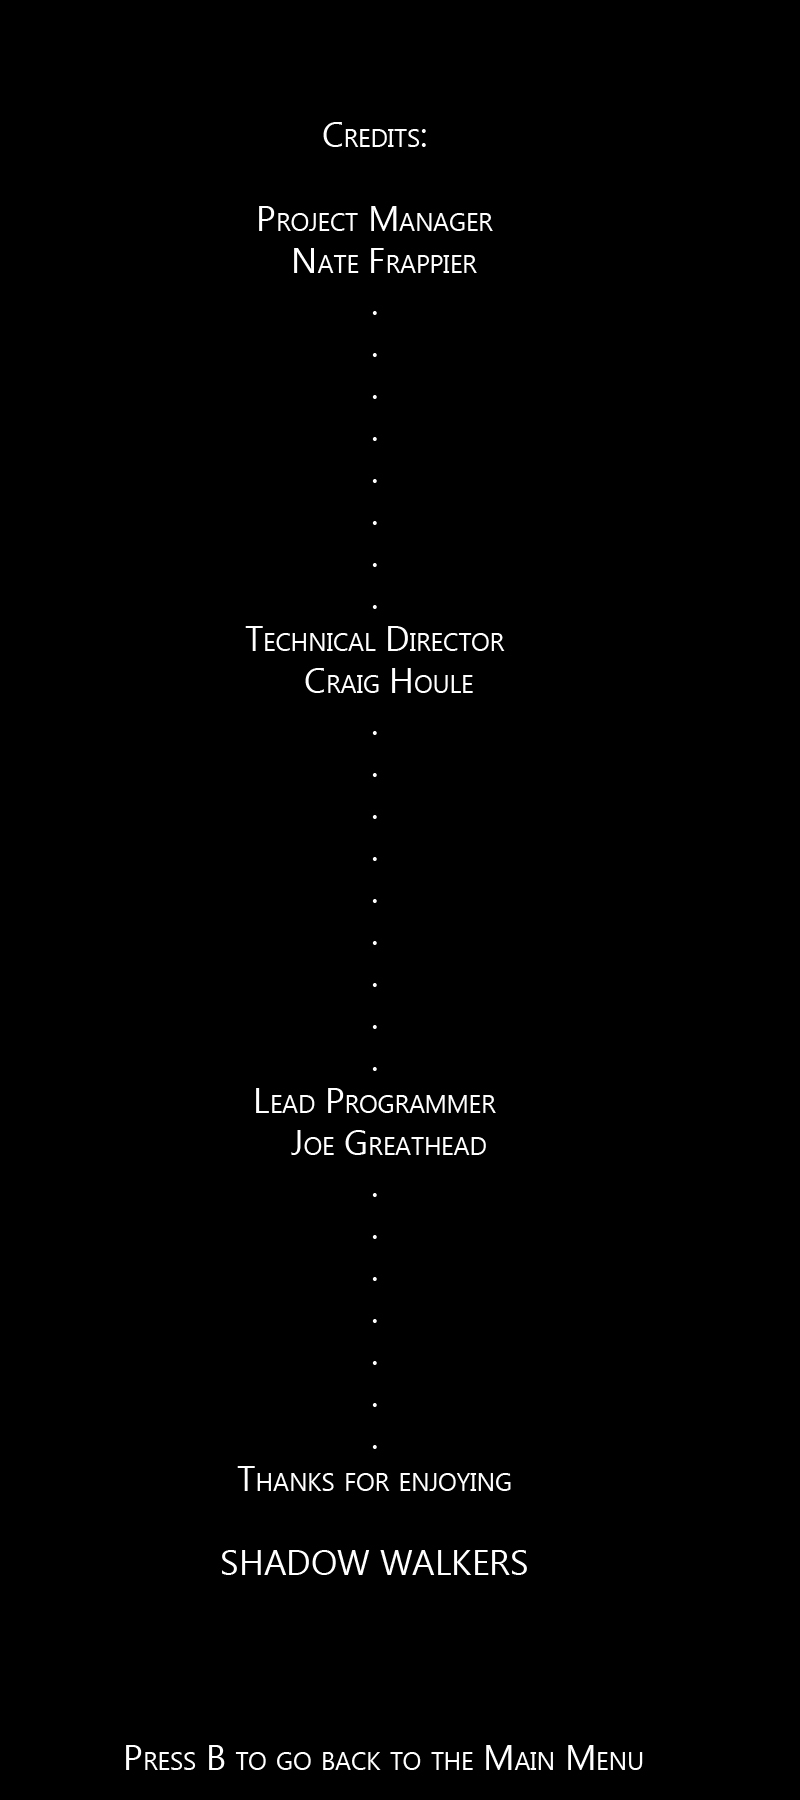 Credits:
Project Manager
Nate Frappier
.
.
.
.
.
.
.
.
Technical Director
Craig Houle
.
.
.
.
.
.
.
.
.
Lead Programmer
Joe Greathead
.
.
.
.
.
.
.
Thanks for enjoying
SHADOW WALKERS
Press B to go back to the Main Menu